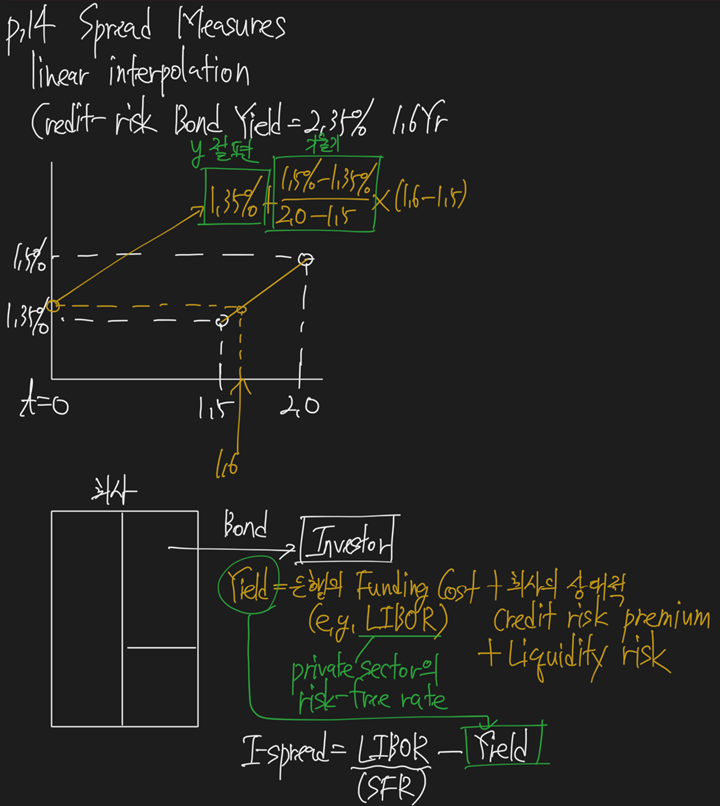 p.14 Spread Measures
linear interpolation
Credit-risk Bond Yield = 2.35% 1.6Yr
y 절편 기울기
1.35% + (1.5% - 1.35%) / (2.0 - 1.5) × (1.6 - 1.5)
1.5%
1.35%
t=0 1.5 2.0
1.6
회사
Bond
Investor
Yield = 은행의 Funding Cost + 회사의 상대적
(e.g. LIBOR) credit risk premium
+ Liquidity risk
private sector의
risk-free rate
I-spread = LIBOR - Yield
(SFR)